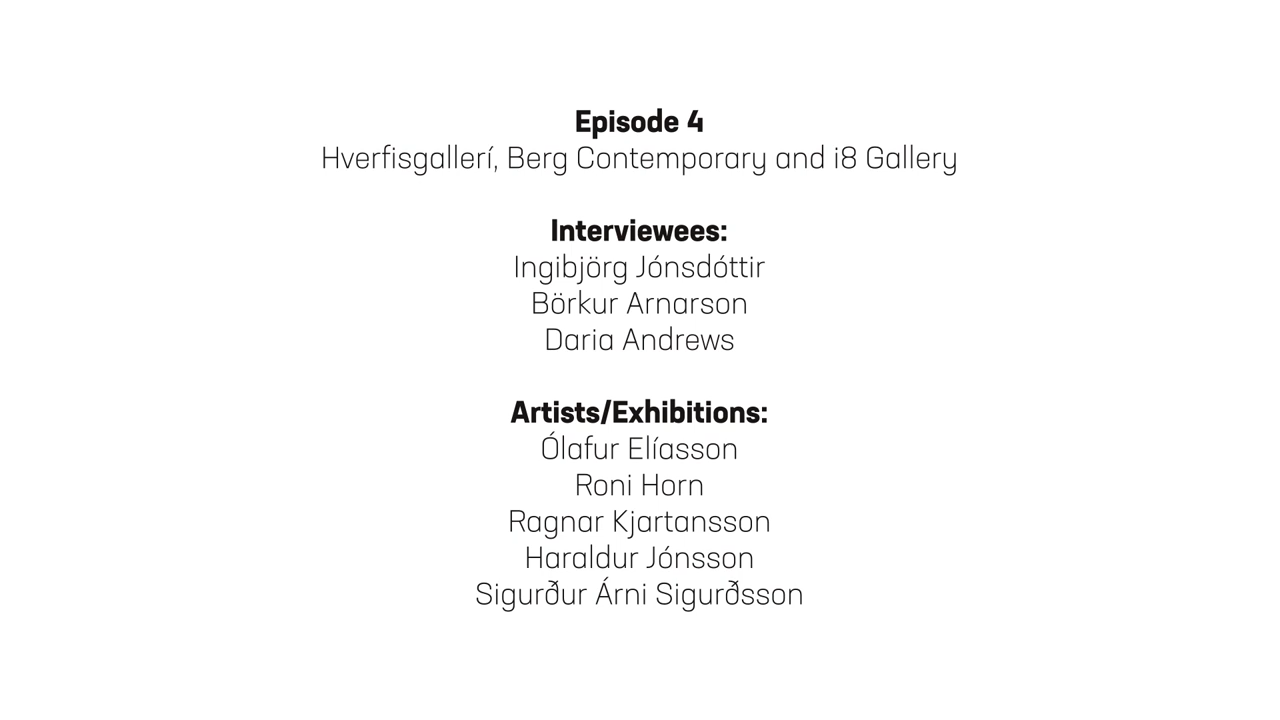 Episode 4
Hverfisgallerí, Berg Contemporary and i8 Gallery
Interviewees:
Ingibjörg Jónsdóttir
Börkur Arnarson
Daria Andrews
Artists/Exhibitions:
Ólafur Elíasson
Roni Horn
Ragnar Kjartansson
Haraldur Jónsson
Sigurður Árni Sigurðsson